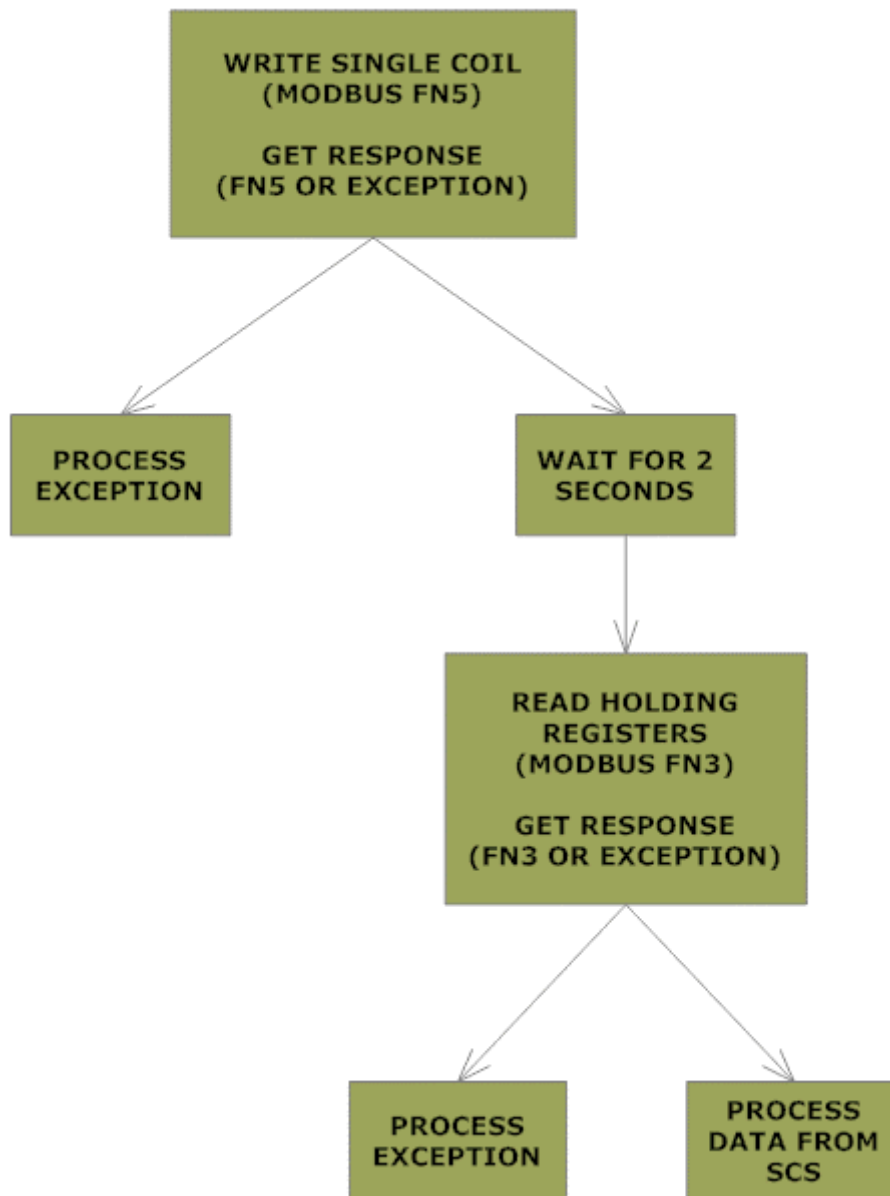 WRITE SINGLE COIL
(MODBUS FN5)
GET RESPONSE
(FN5 OR EXCEPTION)
PROCESS
EXCEPTION
WAIT FOR 2
SECONDS
READ HOLDING
REGISTERS
(MODBUS FN3)
GET RESPONSE
(FN3 OR EXCEPTION)
PROCESS
EXCEPTION
PROCESS
DATA FROM
SCS